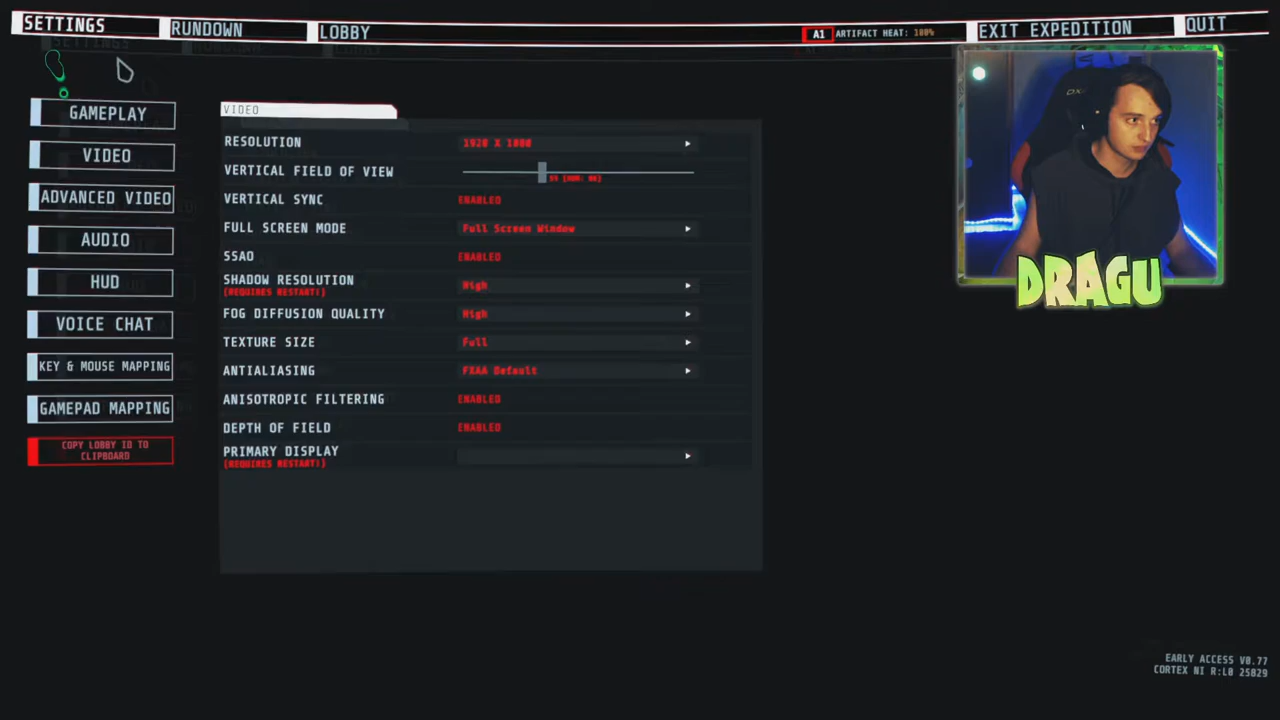 SETTINGS
RUNDOWN
LOBBY
A1 ARTIFACT HEAT: 100%
EXIT EXPEDITION
QUIT
GAMEPLAY
VIDEO
ADVANCED VIDEO
AUDIO
HUD
VOICE CHAT
KEY & MOUSE MAPPING
GAMEPAD MAPPING
COPY LOBBY ID TO
CLIPBOARD
VIDEO
RESOLUTION 1920 X 1080
VERTICAL FIELD OF VIEW
VERTICAL SYNC ENABLED
FULL SCREEN MODE Full Screen Window
SSAO ENABLED
SHADOW RESOLUTION High
(REQUIRES RESTART!)
FOG DIFFUSION QUALITY High
TEXTURE SIZE Full
ANTIALIASING FXAA Default
ANISOTROPIC FILTERING ENABLED
DEPTH OF FIELD ENABLED
PRIMARY DISPLAY
(REQUIRES RESTART!)
DRAGU
EARLY ACCESS V0.77
CORTEX NI R:L0 25829